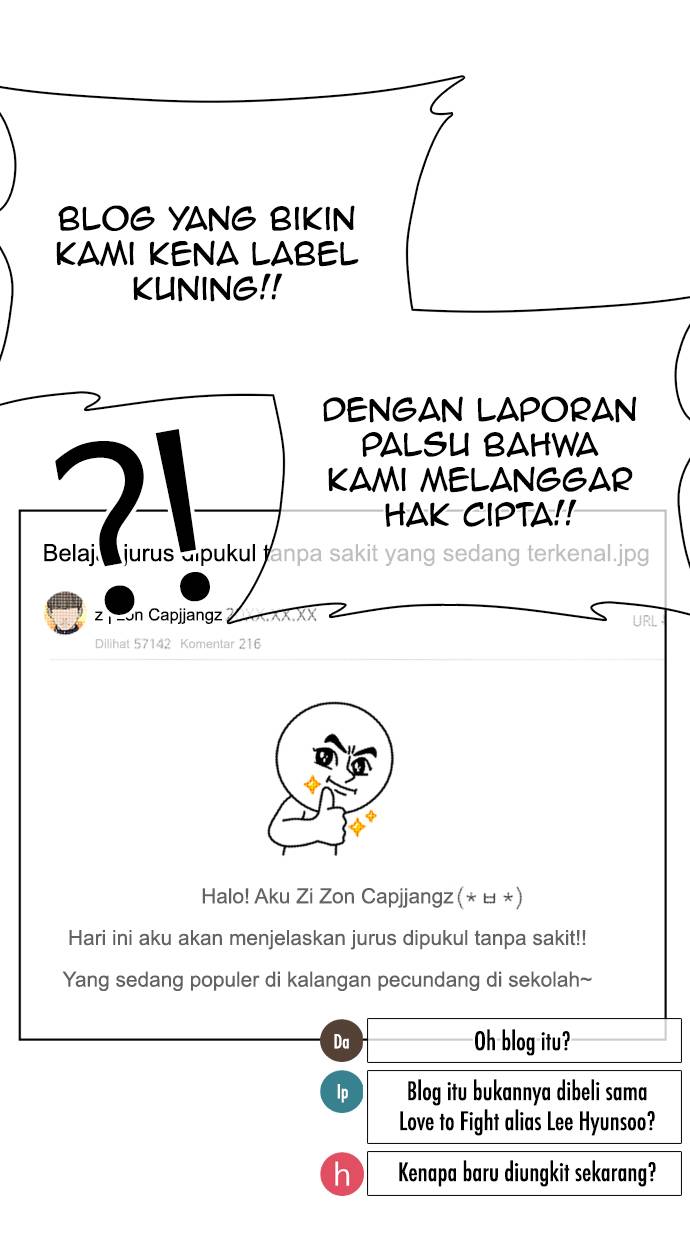 BLOG YANG BIKIN
KAMI KENA LABEL
KUNING!!
DENGAN LAPORAN
PALSU BAHWA
KAMI MELANGGAR
HAK CIPTA!!
?!
jurus dipukul tanpa sakit yang sedang terkenal.jpg
Capjjangz
URL
Dilihat 57142 Komentar 216
Halo! Aku Zi Zon Capjjangz (* ㅂ *)
Hari ini aku akan menjelaskan jurus dipukul tanpa sakit!!
Yang sedang populer di kalangan pecundang di sekolah~
Da
Oh blog itu?
Ip
Blog itu bukannya dibeli sama
Love to Fight alias Lee Hyunsoo?
h
Kenapa baru diungkit sekarang?